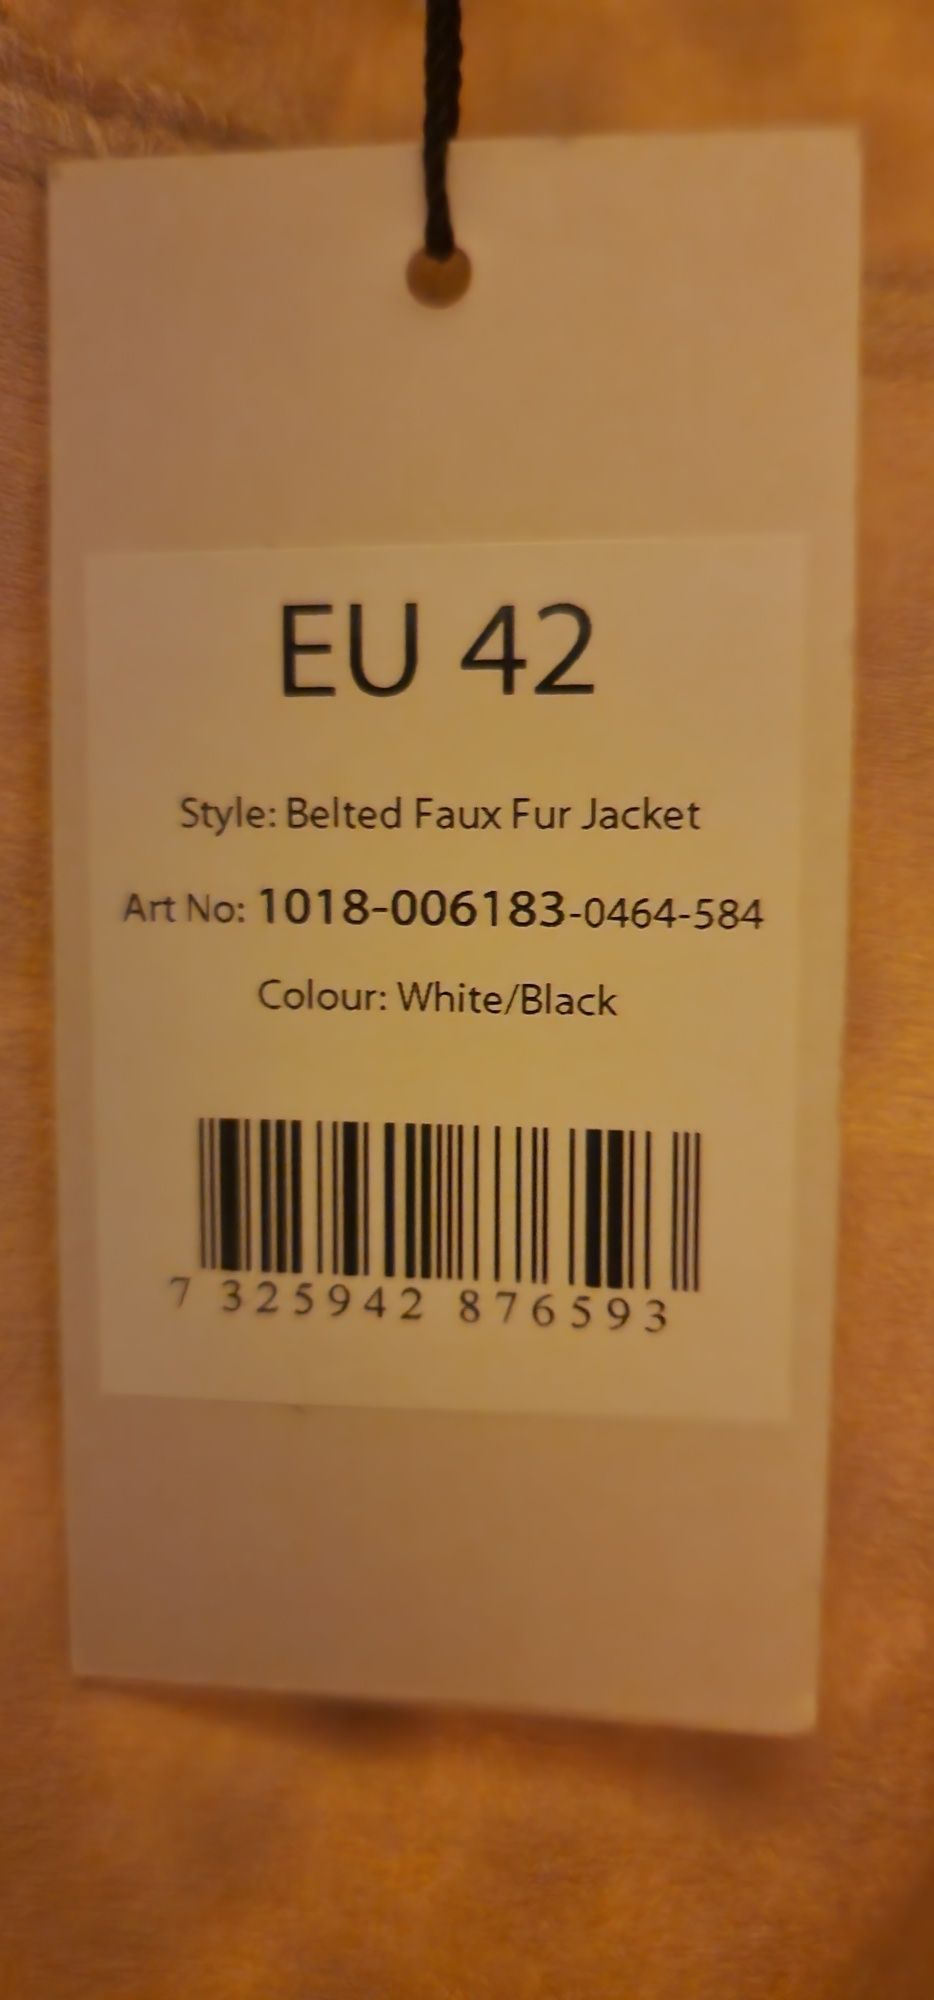 EU 42
Style: Belted Faux Fur Jacket
Art No: 1018-006183-0464-584
Colour: White/Black
7 325942 876593